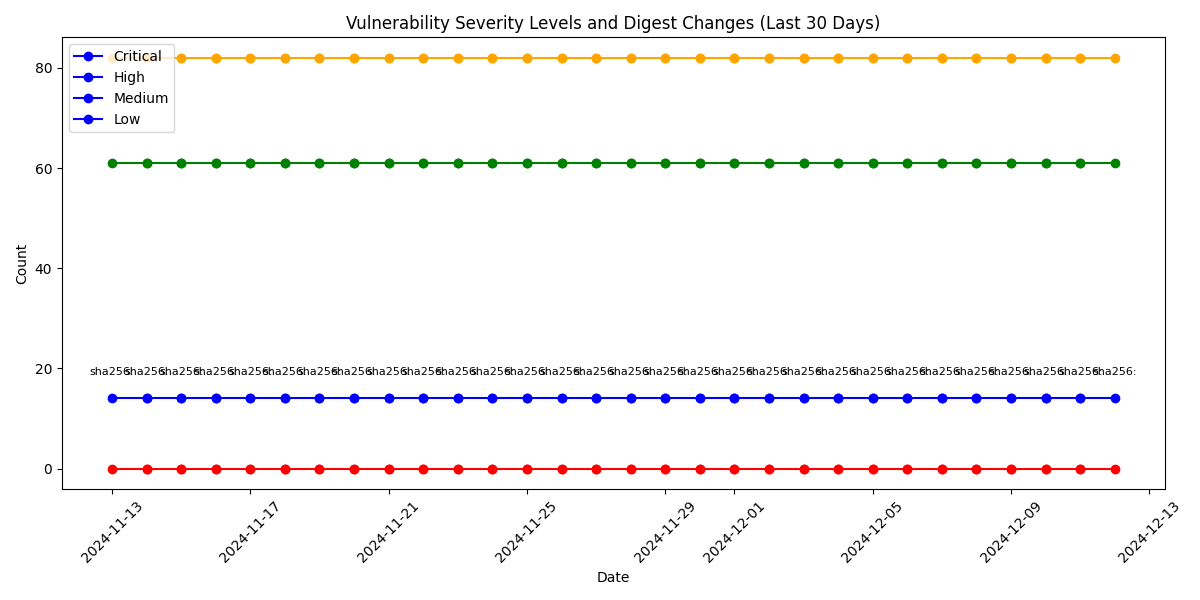 Vulnerability Severity Levels and Digest Changes (Last 30 Days)
Critical
High
Medium
Low
80
60
40
20
0
Count
sha256: sha256: sha256: sha256: sha256: sha256: sha256: sha256: sha256: sha256: sha256: sha256: sha256: sha256: sha256: sha256: sha256: sha256: sha256: sha256: sha256: sha256: sha256: sha256: sha256: sha256: sha256: sha256: sha256: sha256:
2024-11-13
2024-11-17
2024-11-21
2024-11-25
2024-11-29
2024-12-01
2024-12-05
2024-12-09
2024-12-13
Date